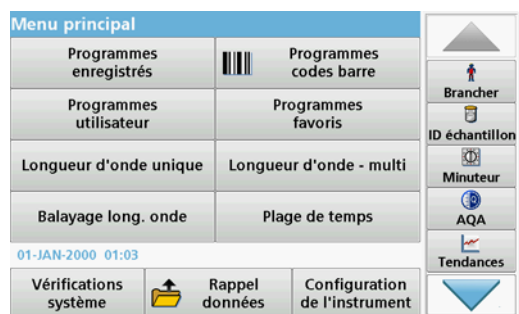 Menu principal
Programmes
enregistrés
Programmes
codes barre
Programmes
utilisateur
Programmes
favoris
Longueur d'onde unique
Longueur d'onde - multi
Balayage long. onde
Plage de temps
01-JAN-2000 01:03
Vérifications
système
Rappel
données
Configuration
de l'instrument
Brancher
ID échantillon
Minuteur
AQA
Tendances